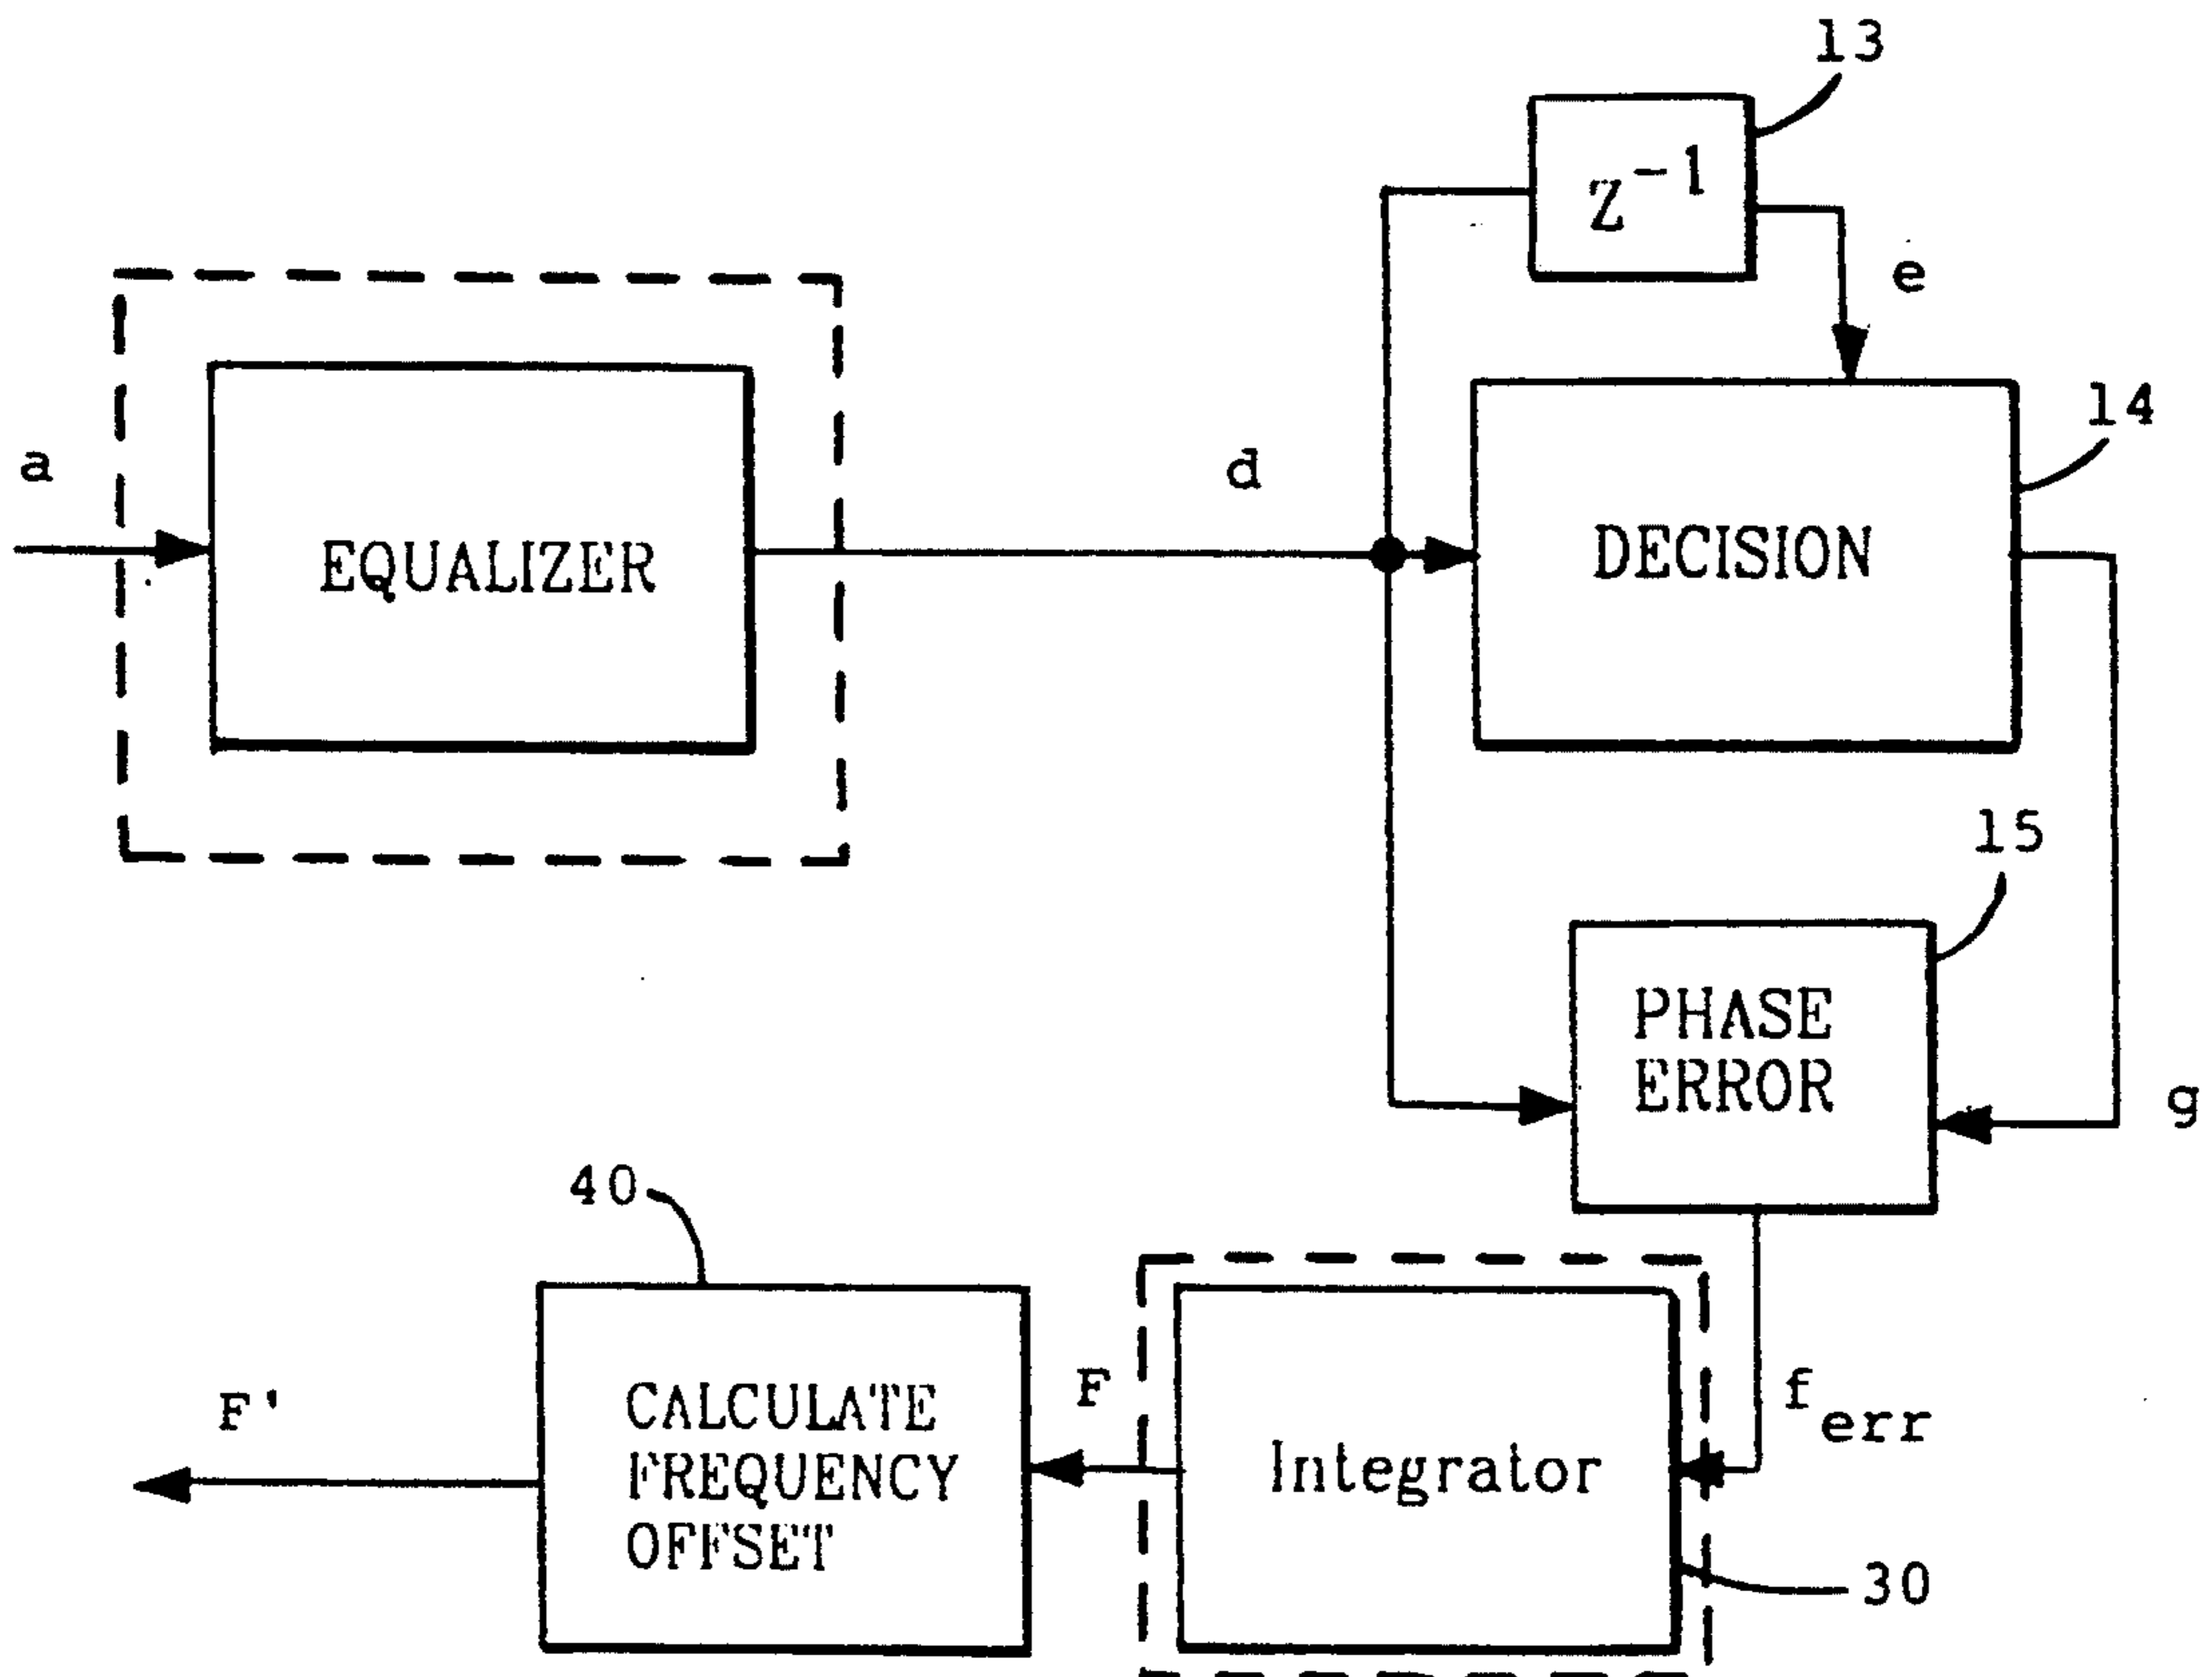 13
Z⁻¹
e
14
a
EQUALIZER
d
DECISION
15
PHASE
ERROR
g
40
F'
CALCULATE
FREQUENCY
OFFSET
F
Integrator
f_err
30